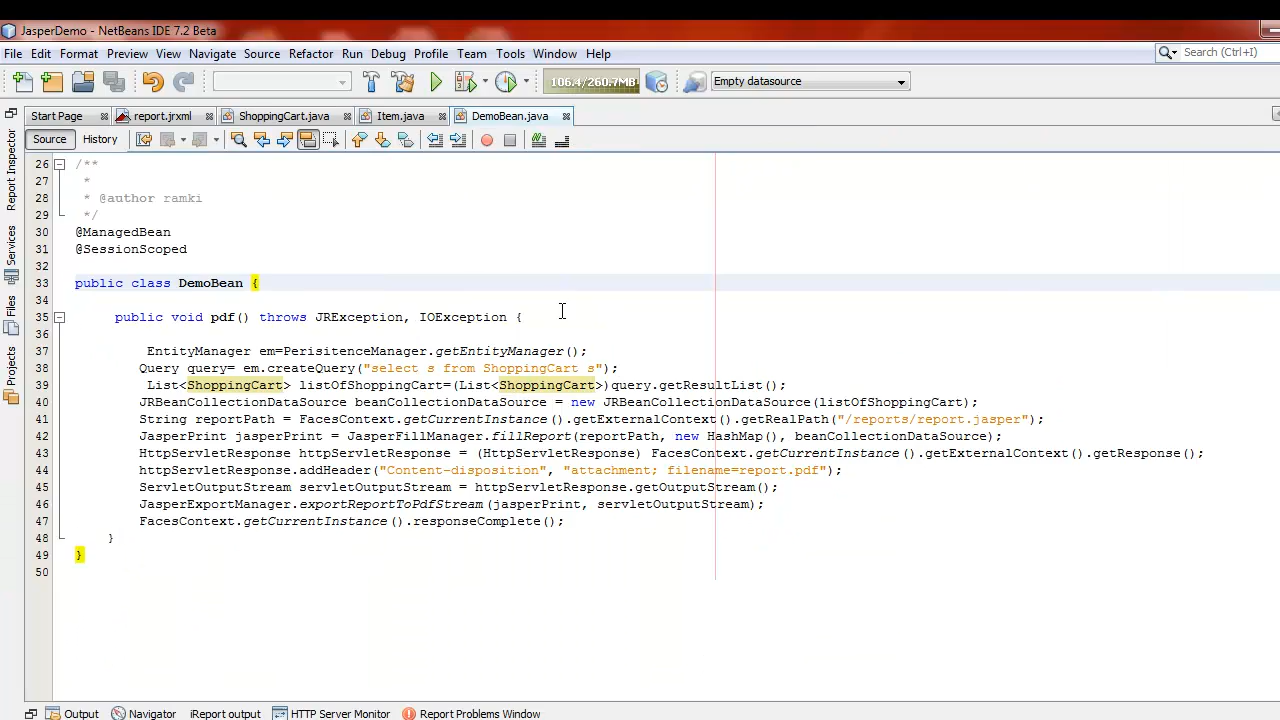 JasperDemo - NetBeans IDE 7.2 Beta
File Edit Format Preview View Navigate Source Refactor Run Debug Profile Team Tools Window Help
Search (Ctrl+I)
106.4/260.7MB
Empty datasource
Start Page report.jrxml ShoppingCart.java Item.java DemoBean.java
Source History
Report Inspector
Services
Files
Projects
26 /**
27 *
28 * @author ramki
29 */
30 @ManagedBean
31 @SessionScoped
32
33 public class DemoBean {
34
35 public void pdf() throws JRException, IOException {
36
37 EntityManager em=PerisitenceManager.getEntityManager();
38 Query query= em.createQuery("select s from ShoppingCart s");
39 List<ShoppingCart> listOfShoppingCart=(List<ShoppingCart>)query.getResultList();
40 JRBeanCollectionDataSource beanCollectionDataSource = new JRBeanCollectionDataSource(listOfShoppingCart);
41 String reportPath = FacesContext.getCurrentInstance().getExternalContext().getRealPath("/reports/report.jasper");
42 JasperPrint jasperPrint = JasperFillManager.fillReport(reportPath, new HashMap(), beanCollectionDataSource);
43 HttpServletResponse httpServletResponse = (HttpServletResponse) FacesContext.getCurrentInstance().getExternalContext().getResponse();
44 httpServletResponse.addHeader("Content-disposition", "attachment; filename=report.pdf");
45 ServletOutputStream servletOutputStream = httpServletResponse.getOutputStream();
46 JasperExportManager.exportReportToPdfStream(jasperPrint, servletOutputStream);
47 FacesContext.getCurrentInstance().responseComplete();
48 }
49 }
50
Output Navigator iReport output HTTP Server Monitor Report Problems Window